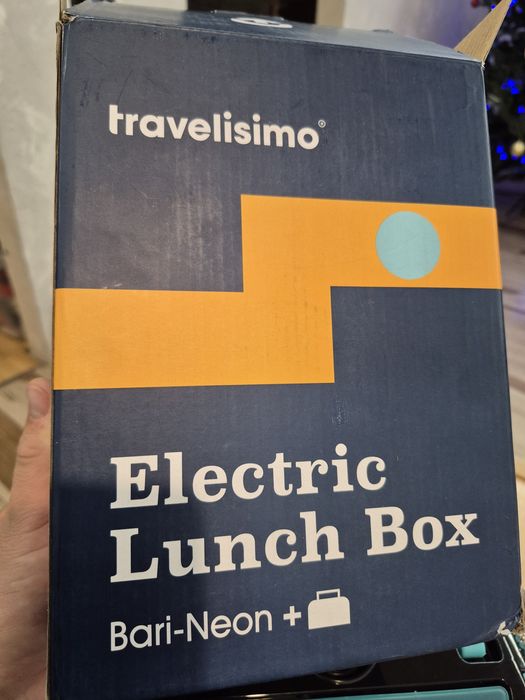 travelisimo®
Electric
Lunch Box
Bari-Neon +